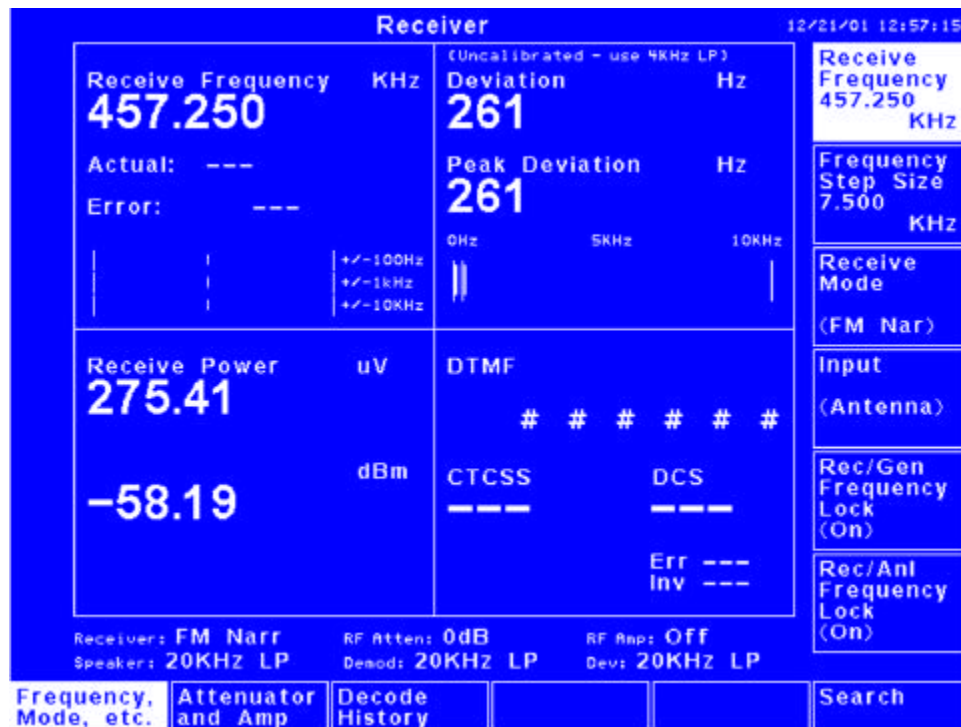 Receiver
12/21/01 12:57:15
Receive Frequency KHz
457.250
Actual: ---
Error: ---
+/-100Hz
+/-1kHz
+/-10KHz
(Uncalibrated - use 4KHz LP)
Deviation Hz
261
Peak Deviation Hz
261
0Hz 5KHz 10KHz
Receive Power uV
275.41
dBm
-58.19
DTMF
# # # # # #
CTCSS DCS
--- ---
Err ---
Inv ---
Receiver: FM Narr RF Atten: 0dB RF Amp: Off
Speaker: 20KHz LP Demod: 20KHz LP Dev: 20KHz LP
Receive
Frequency
457.250
KHz
Frequency
Step Size
7.500
KHz
Receive
Mode
(FM Nar)
Input
(Antenna)
Rec/Gen
Frequency
Lock
(On)
Rec/Anl
Frequency
Lock
(On)
Frequency,
Mode, etc.
Attenuator
and Amp
Decode
History
Search